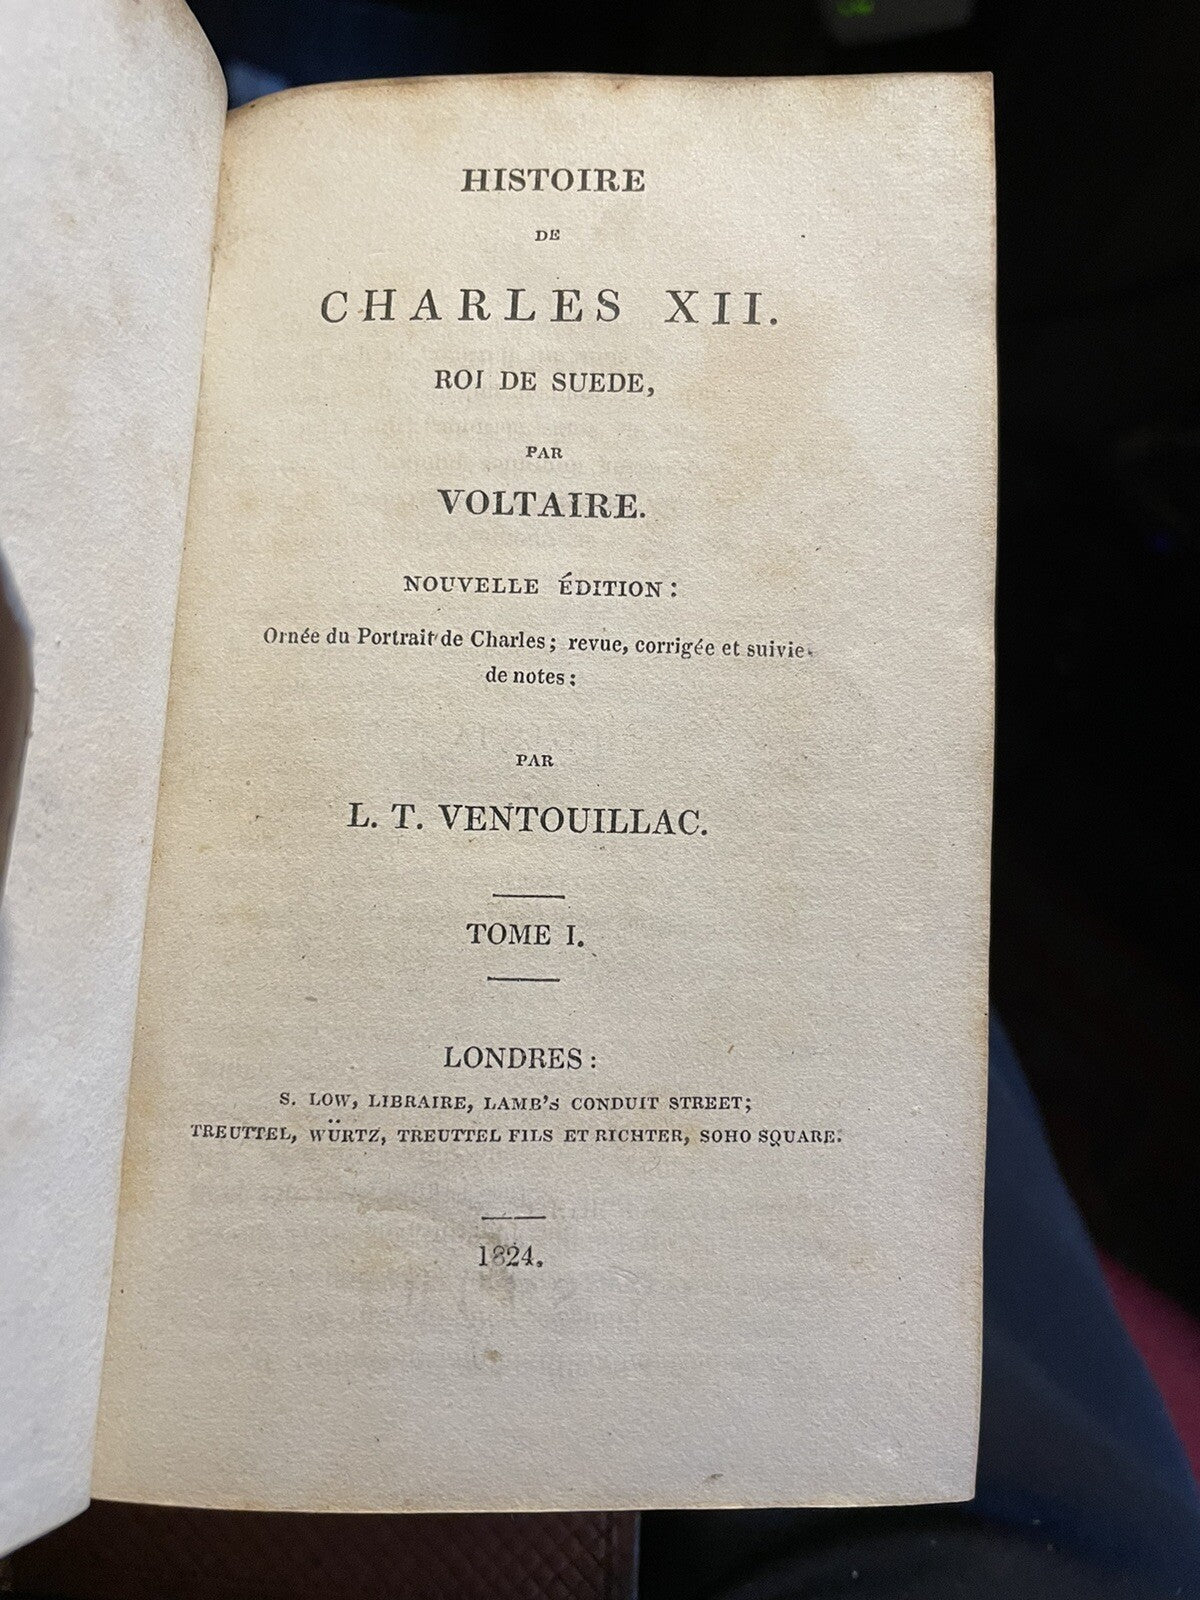 HISTOIRE
DE
CHARLES XII.
ROI DE SUEDE,
PAR
VOLTAIRE.
NOUVELLE ÉDITION:
Ornée du Portrait de Charles; revue, corrigée et suivie
de notes:
PAR
L. T. VENTOUILLAC.
TOME I.
LONDRES:
S. LOW, LIBRAIRE, LAMB'S CONDUIT STREET;
TREUTTEL, WÜRTZ, TREUTTEL FILS ET RICHTER, SOHO SQUARE.
1824.